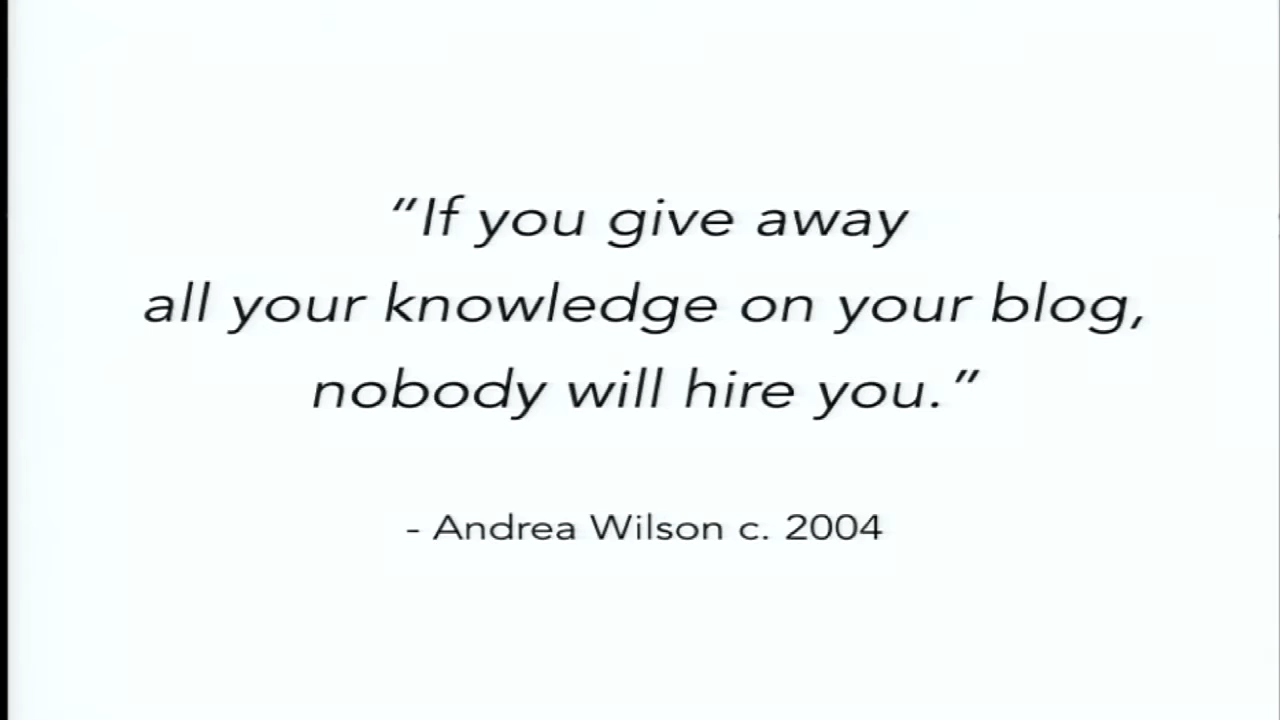 “If you give away
all your knowledge on your blog,
nobody will hire you.”
- Andrea Wilson c. 2004